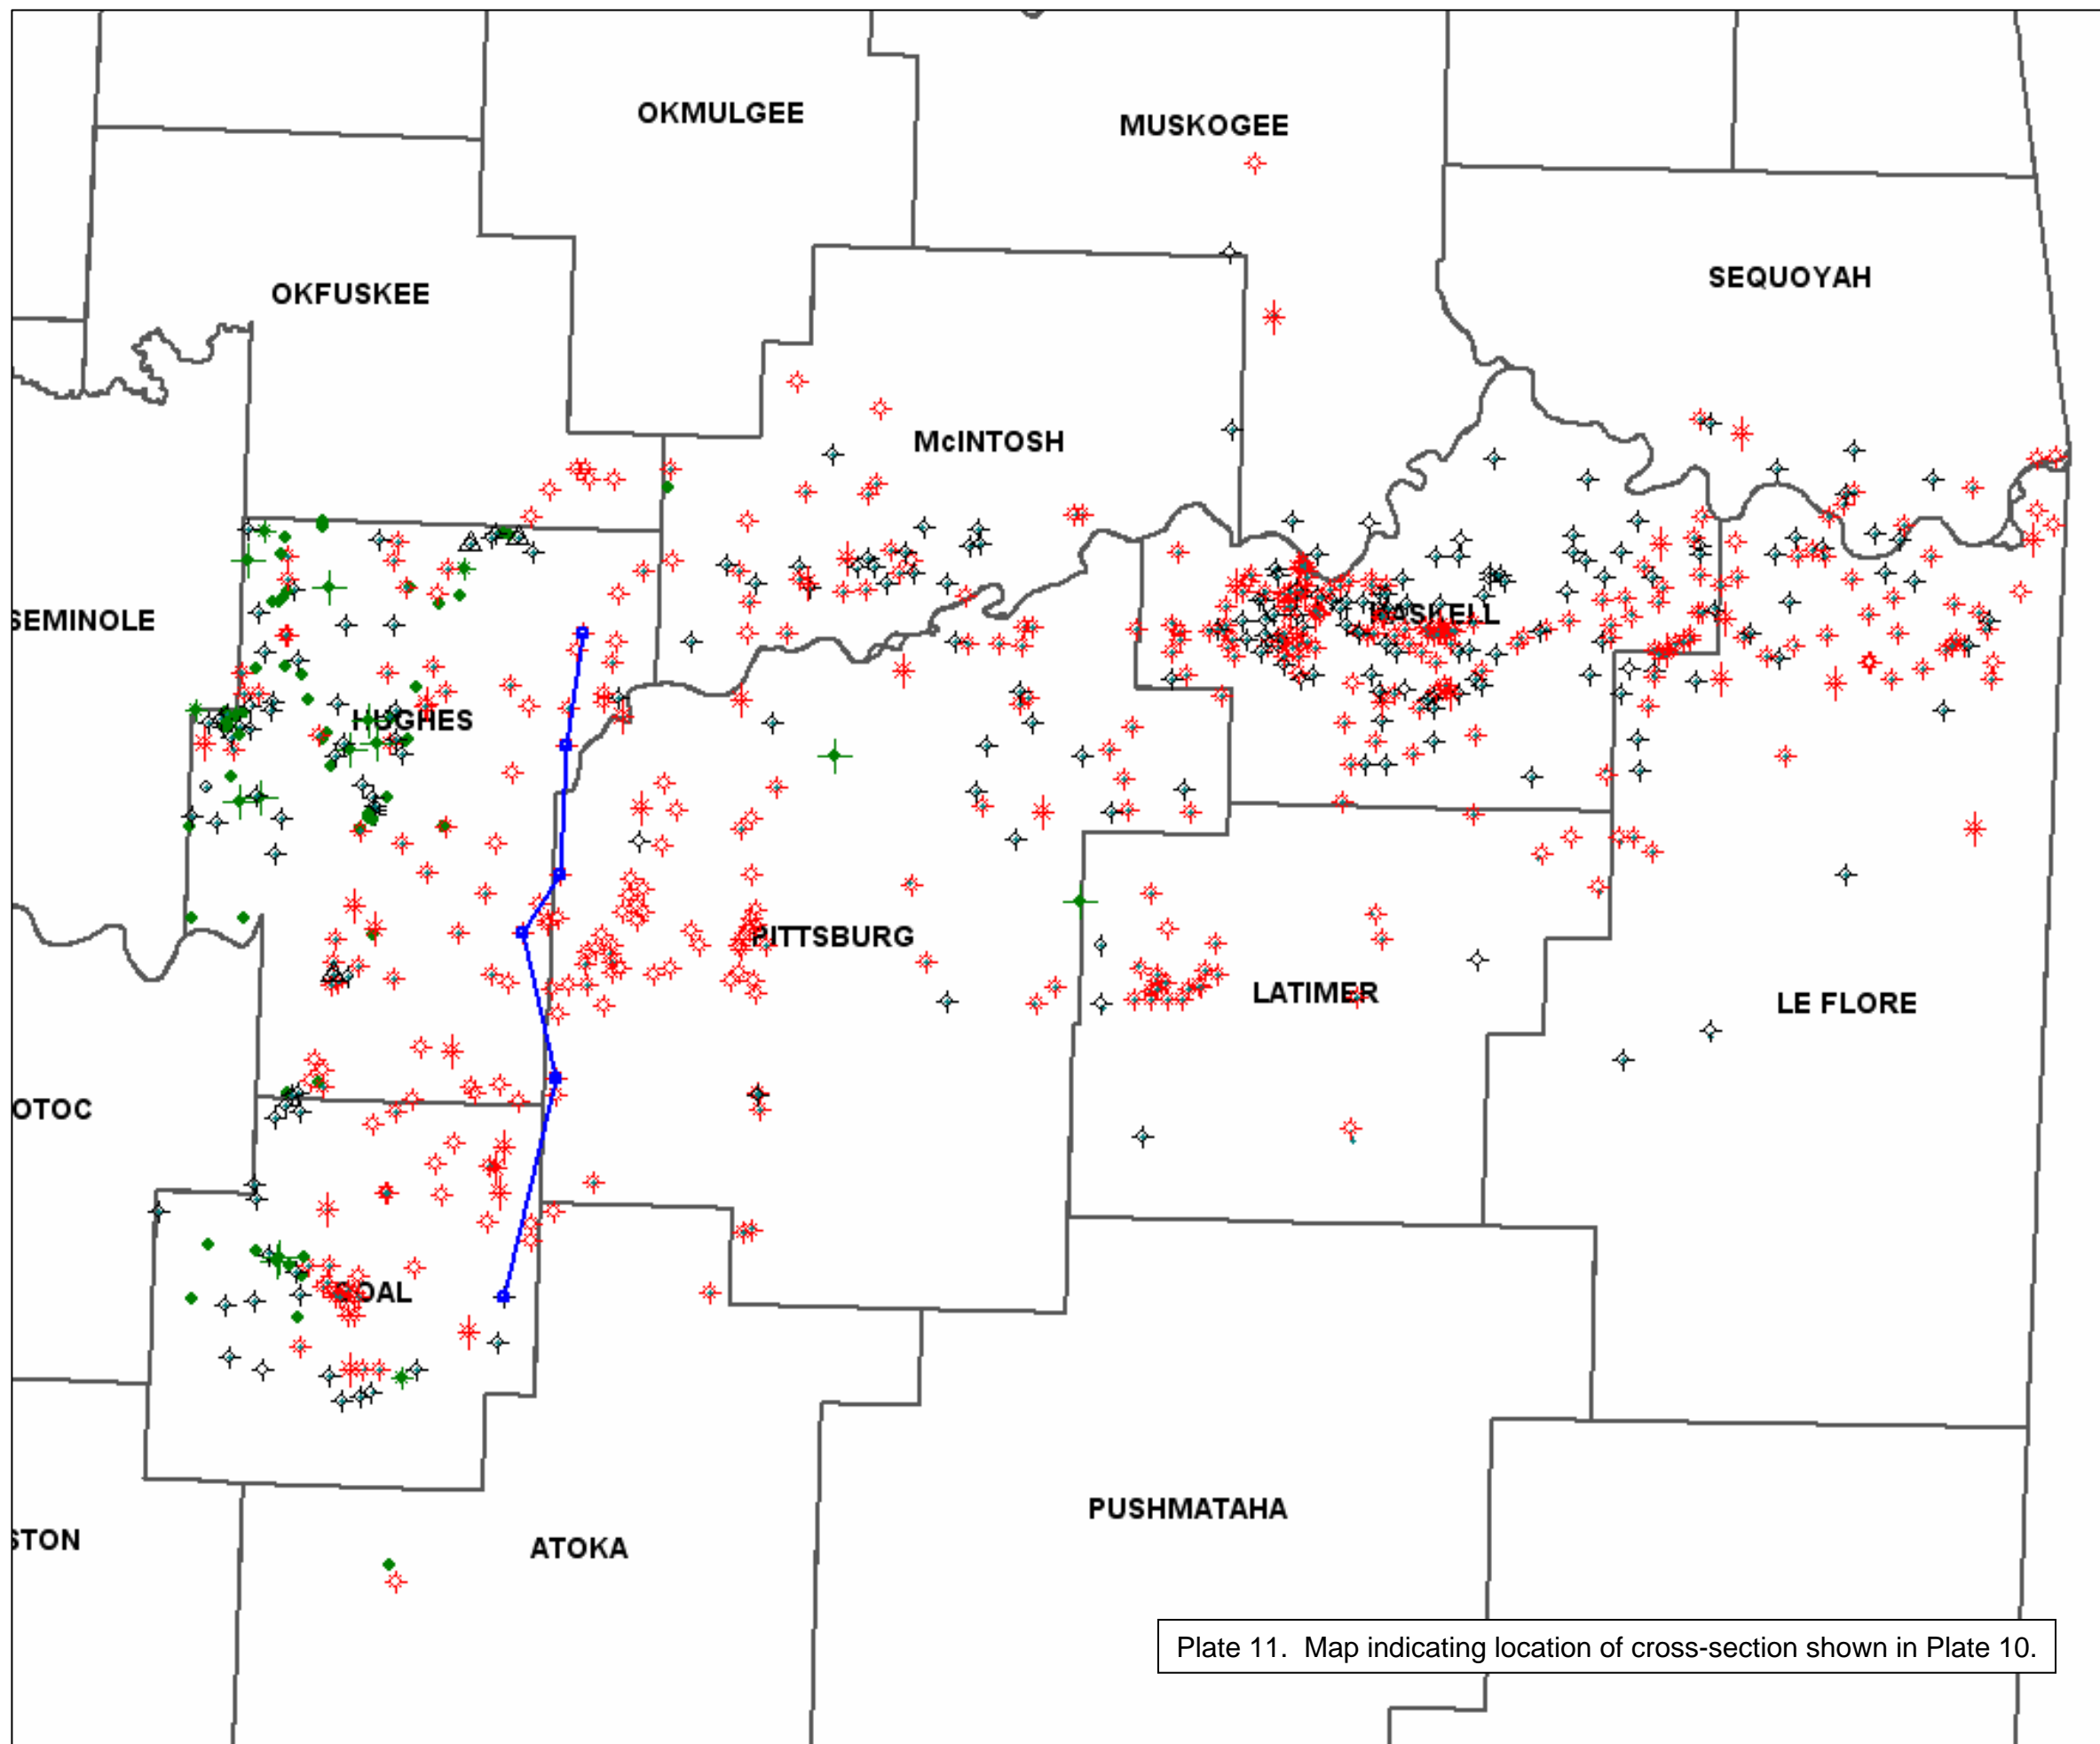 OKMULGEE
MUSKOGEE
SEQUOYAH
OKFUSKEE
McINTOSH
SEMINOLE
HASKELL
HUGHES
PITTSBURG
LATIMER
LE FLORE
OTOC
COAL
PUSHMATAHA
STON
ATOKA
Plate 11. Map indicating location of cross-section shown in Plate 10.